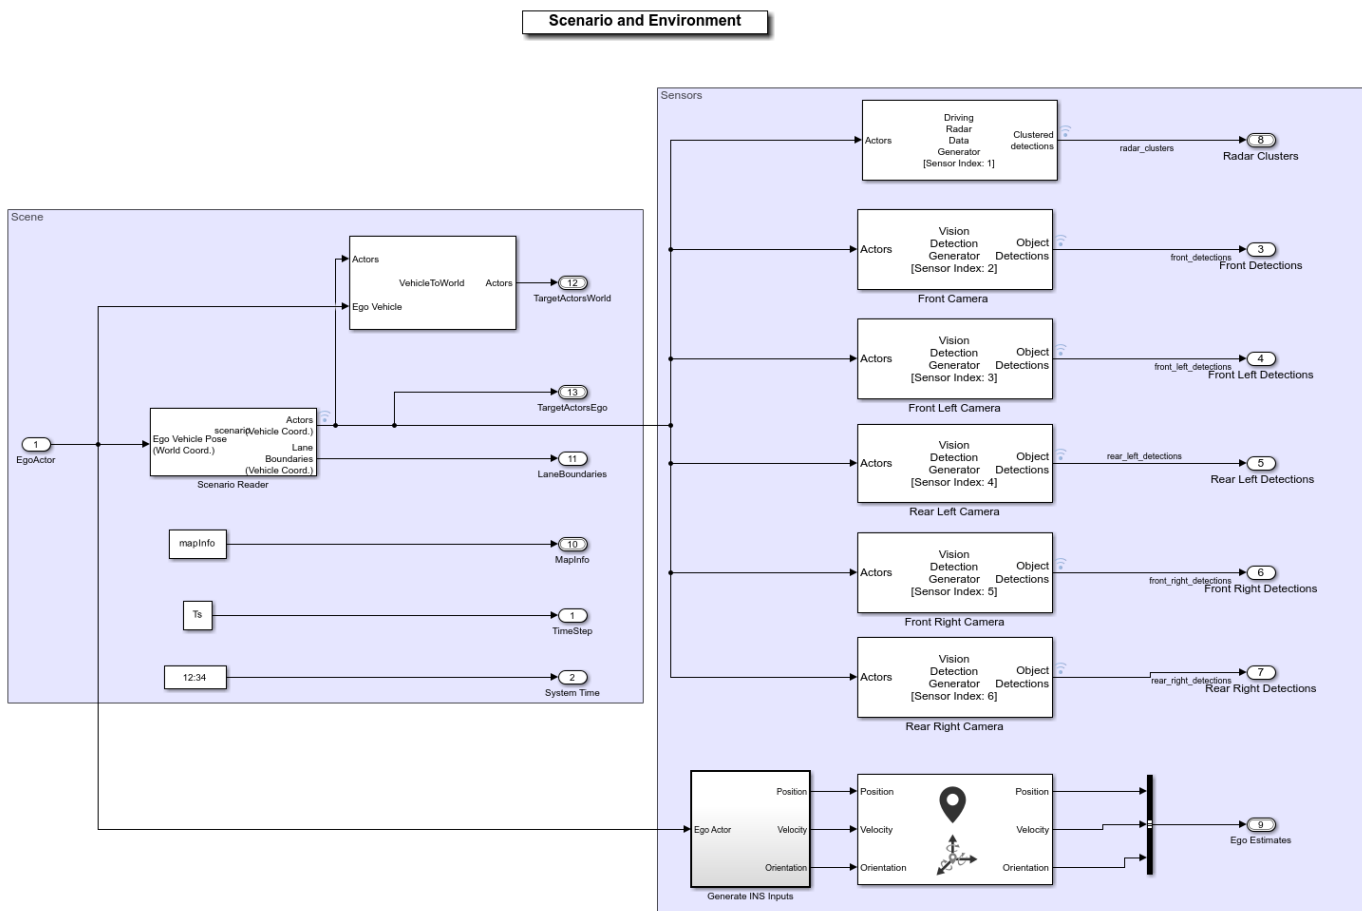 Scenario and Environment
Scene
EgoActor
1
Ego Vehicle Pose
(World Coord.)
scenario
Actors
(Vehicle Coord.)
Lane
Boundaries
(Vehicle Coord.)
Scenario Reader
Actors
Ego Vehicle
VehicleToWorld
Actors
12
TargetActorsWorld
13
TargetActorsEgo
11
LaneBoundaries
mapInfo
10
MapInfo
Ts
1
TimeStep
12:34
2
System Time
Sensors
Actors
Driving
Radar
Data
Generator
[Sensor Index: 1]
Clustered
detections
radar_clusters
8
Radar Clusters
Actors
Vision
Detection
Generator
[Sensor Index: 2]
Object
Detections
Front Camera
front_detections
3
Front Detections
Actors
Vision
Detection
Generator
[Sensor Index: 3]
Object
Detections
Front Left Camera
front_left_detections
4
Front Left Detections
Actors
Vision
Detection
Generator
[Sensor Index: 4]
Object
Detections
Rear Left Camera
rear_left_detections
5
Rear Left Detections
Actors
Vision
Detection
Generator
[Sensor Index: 5]
Object
Detections
Front Right Camera
front_right_detections
6
Front Right Detections
Actors
Vision
Detection
Generator
[Sensor Index: 6]
Object
Detections
Rear Right Camera
rear_right_detections
7
Rear Right Detections
Ego Actor
Position
Velocity
Orientation
Generate INS Inputs
Position
Velocity
Orientation
Position
Velocity
Orientation
9
Ego Estimates